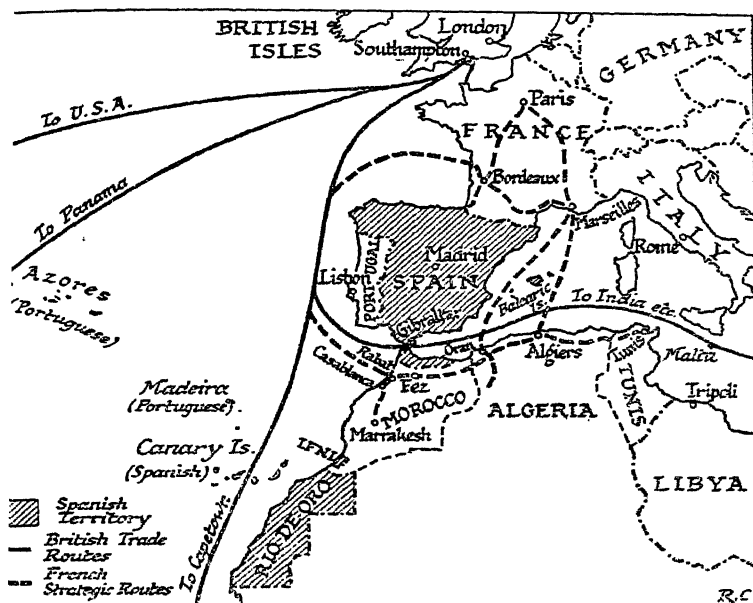 BRITISH
ISLES
London
Southampton
GERMANY
To U.S.A.
Paris
FRANCE
To Panama
Bordeaux
Marseilles
ITALY
Rome
Azores
(Portuguese)
Lisbon
PORTUGAL
Madrid
SPAIN
Balearic
Is.
To India etc.
Gibraltar
Rabat
Casablanca
Oran
Algiers
Tunis
Malta
Fez
MOROCCO
ALGERIA
TUNIS
Tripoli
Madeira
(Portuguese)
Marrakesh
Canary Is.
(Spanish)
IFNI
LIBYA
RIO DE ORO
To Capetown
Spanish
Territory
British Trade
Routes
French
Strategic Routes